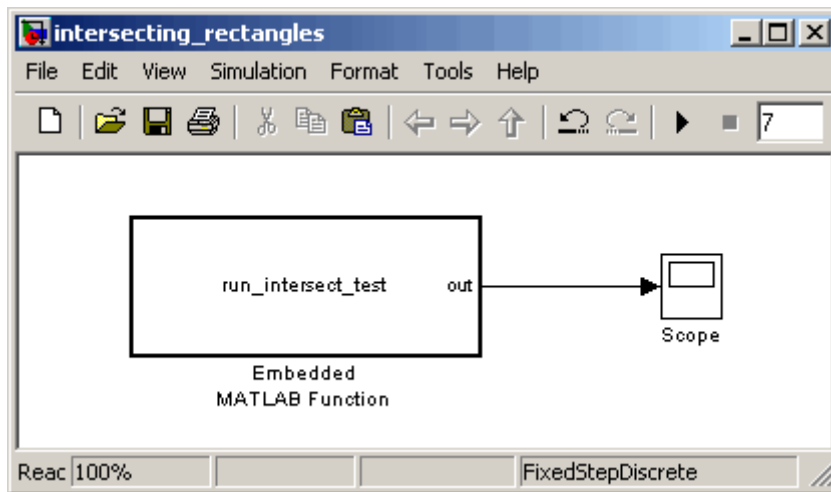 intersecting_rectangles
File Edit View Simulation Format Tools Help
7
run_intersect_test out
Scope
Embedded
MATLAB Function
Reac 100% FixedStepDiscrete